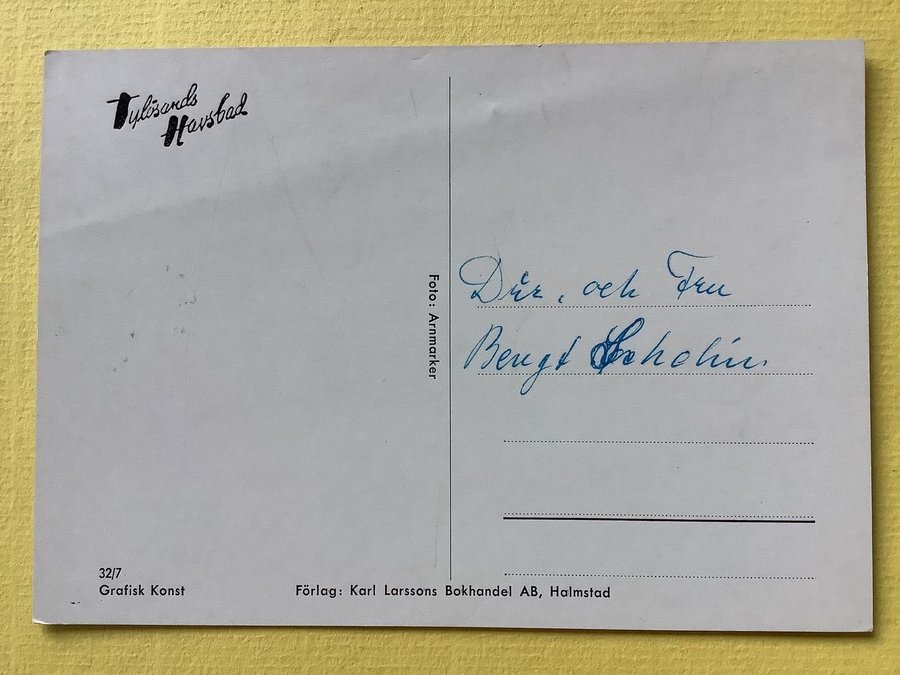 Tylösands
Havsbad
Foto: Arnmarker
Dir. och Fru
Bengt
32/7
Grafisk Konst
Förlag: Karl Larssons Bokhandel AB, Halmstad